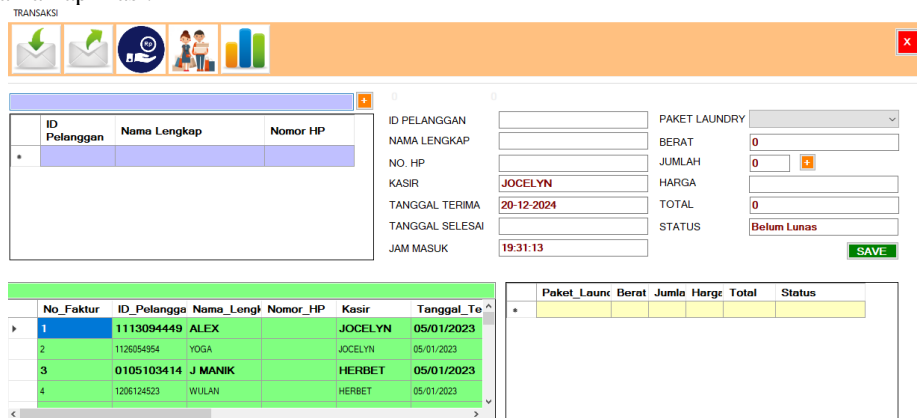 TRANSAKSI
Rp
X
+
ID Pelanggan Nama Lengkap Nomor HP
*
0 0
ID PELANGGAN
NAMA LENGKAP
NO. HP
KASIR JOCELYN
TANGGAL TERIMA 20-12-2024
TANGGAL SELESAI
JAM MASUK 19:31:13
PAKET LAUNDRY
BERAT 0
JUMLAH 0 +
HARGA
TOTAL 0
STATUS Belum Lunas
SAVE
No_Faktur ID_Pelangga Nama_Lengk Nomor_HP Kasir Tanggal_Te
1 1113094449 ALEX JOCELYN 05/01/2023
2 1126054954 YOGA JOCELYN 05/01/2023
3 0105103414 J MANIK HERBET 05/01/2023
4 1206124523 WULAN HERBET 05/01/2023
Paket_Laund Berat Jumla Harga Total Status
*